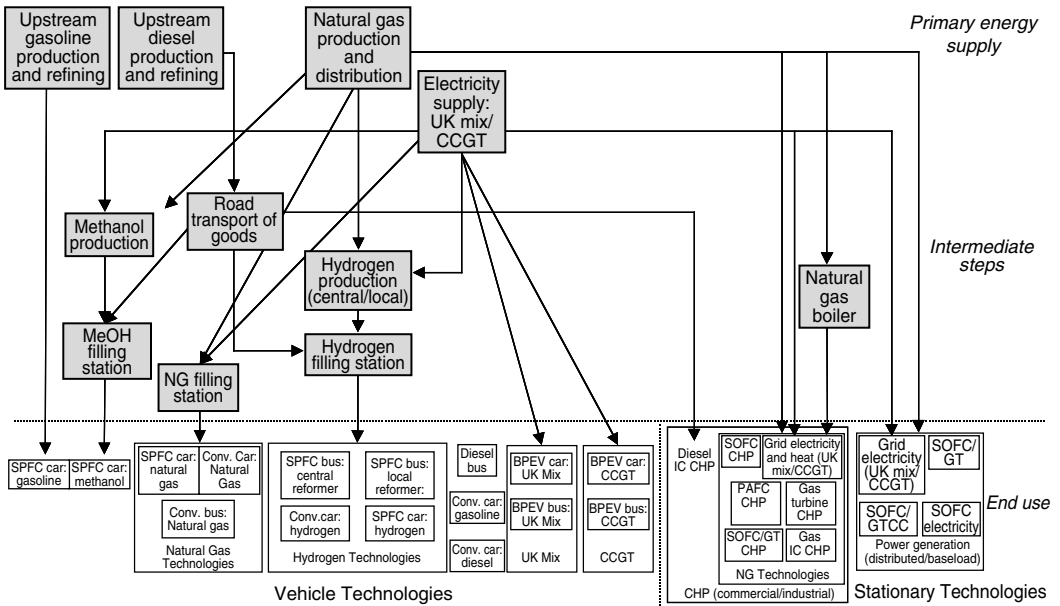 Upstream
gasoline
production
and refining
Upstream
diesel
production
and refining
Natural gas
production
and
distribution
Primary energy
supply
Electricity
supply:
UK mix/
CCGT
Methanol
production
Road
transport of
goods
Hydrogen
production
(central/local)
Natural
gas
boiler
Intermediate
steps
MeOH
filling
station
NG filling
station
Hydrogen
filling station
SPFC car:
gasoline
SPFC car:
methanol
SPFC car:
natural
gas
Conv. Car:
Natural
Gas
Conv. bus:
Natural gas
Natural Gas
Technologies
SPFC bus:
central
reformer
SPFC bus:
local
reformer:
Conv.car:
hydrogen
SPFC car:
hydrogen
Hydrogen Technologies
Diesel
bus
Conv. car:
gasoline
Conv. car:
diesel
BPEV car:
UK Mix
BPEV bus:
UK Mix
UK Mix
BPEV car:
CCGT
BPEV bus:
CCGT
CCGT
Vehicle Technologies
Diesel
IC CHP
SOFC
CHP
Grid electricity
and heat (UK
mix/CCGT)
PAFC
CHP
Gas
turbine
CHP
SOFC/GT
CHP
Gas
IC CHP
NG Technologies
CHP (commercial/industrial)
Grid
electricity
(UK mix/
CCGT)
SOFC/
GT
SOFC/
GTCC
SOFC
electricity
Power generation
(distributed/baseload)
End use
Stationary Technologies